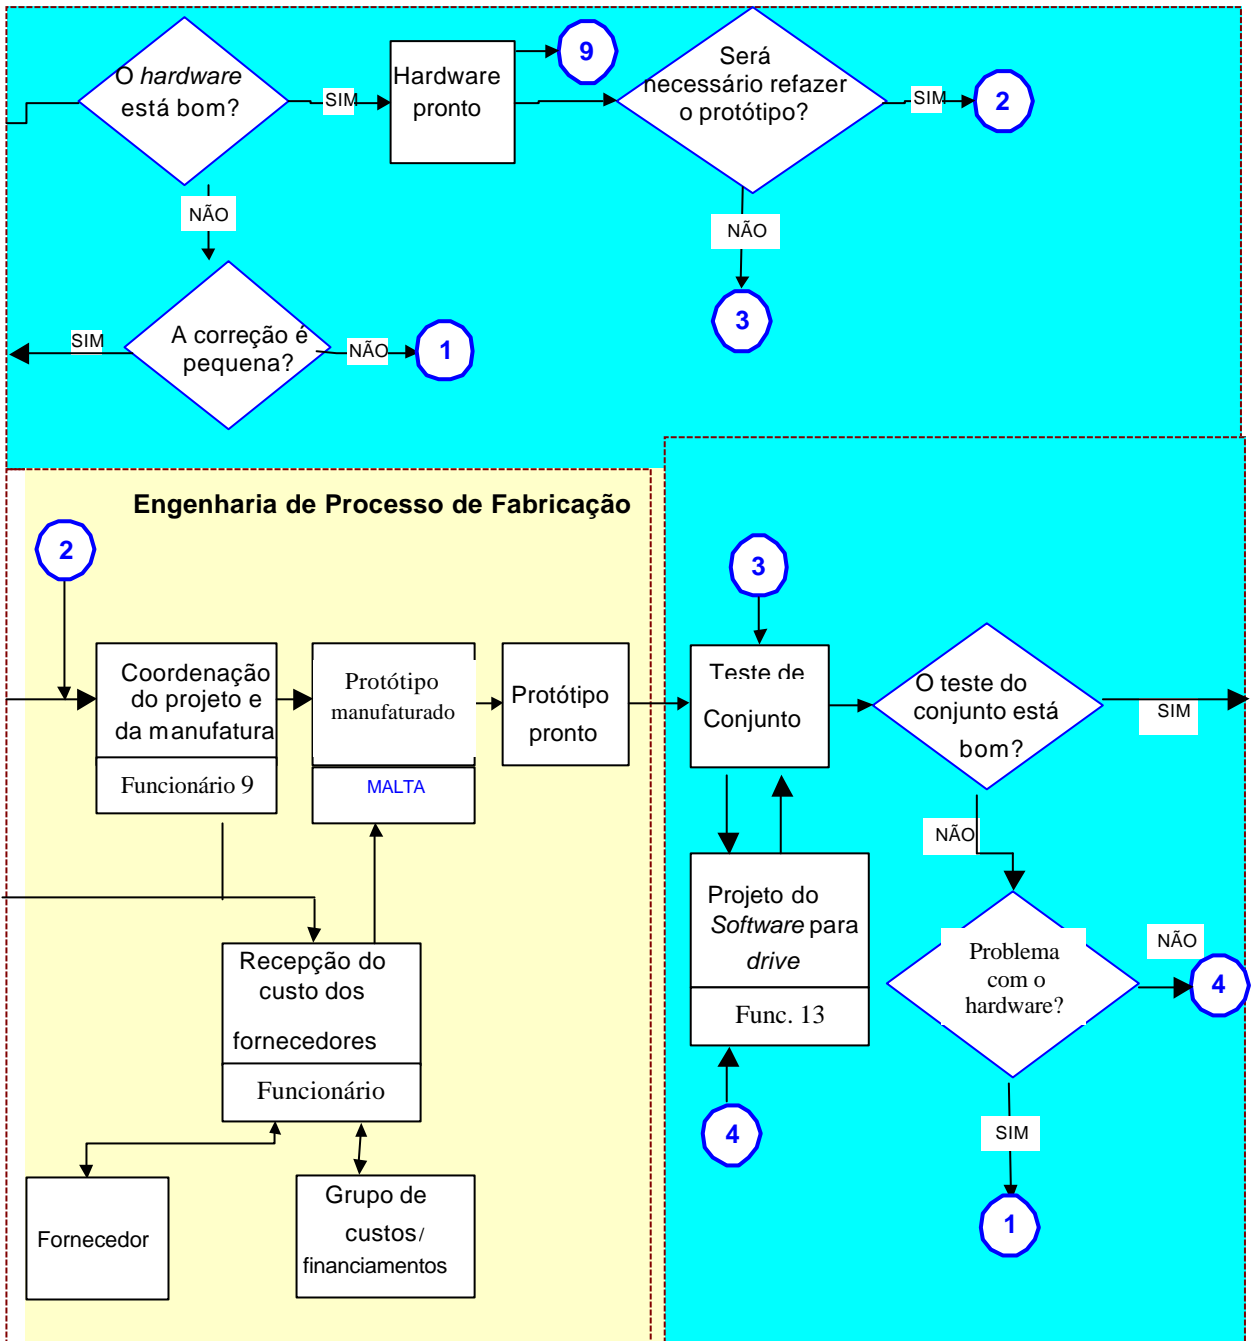 O hardware
está bom?
SIM
Hardware
pronto
9
Será
necessário refazer
o protótipo?
SIM
2
NÃO
NÃO
3
SIM
A correção é
pequena?
NÃO
1
Engenharia de Processo de Fabricação
2
Coordenação
do projeto e
da manufatura
Funcionário 9
Protótipo
manufaturado
MALTA
Protótipo
pronto
3
Teste de
Conjunto
O teste do
conjunto está
bom?
SIM
NÃO
Projeto do
Software para
drive
Func. 13
4
Problema
com o
hardware?
NÃO
4
SIM
1
Recepção do
custo dos
fornecedores
Funcionário
Fornecedor
Grupo de
custos/
financiamentos